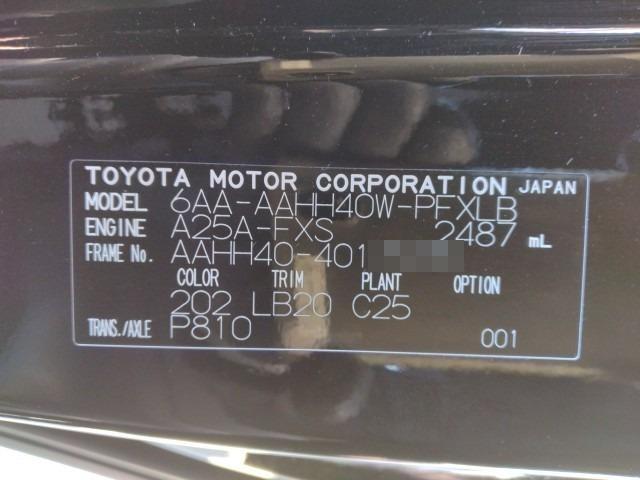 TOYOTA MOTOR CORPORATION JAPAN
MODEL 6AA-AAHH40W-PFXLB
ENGINE A25A-FXS 2487 mL
FRAME No. AAHH40-401
COLOR TRIM PLANT OPTION
202 LB20 C25
TRANS./AXLE P810 001